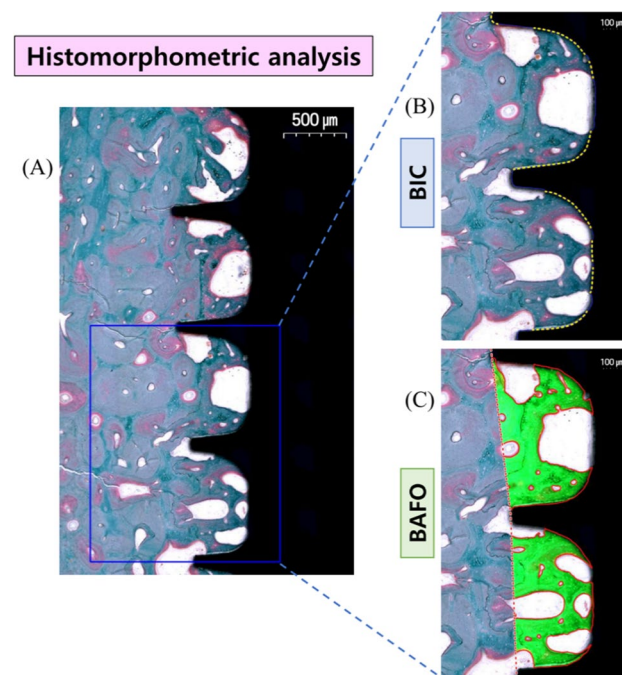 Histomorphometric analysis
(A)
500 µm
(B)
BIC
100 µm
(C)
BAFO
100 µm